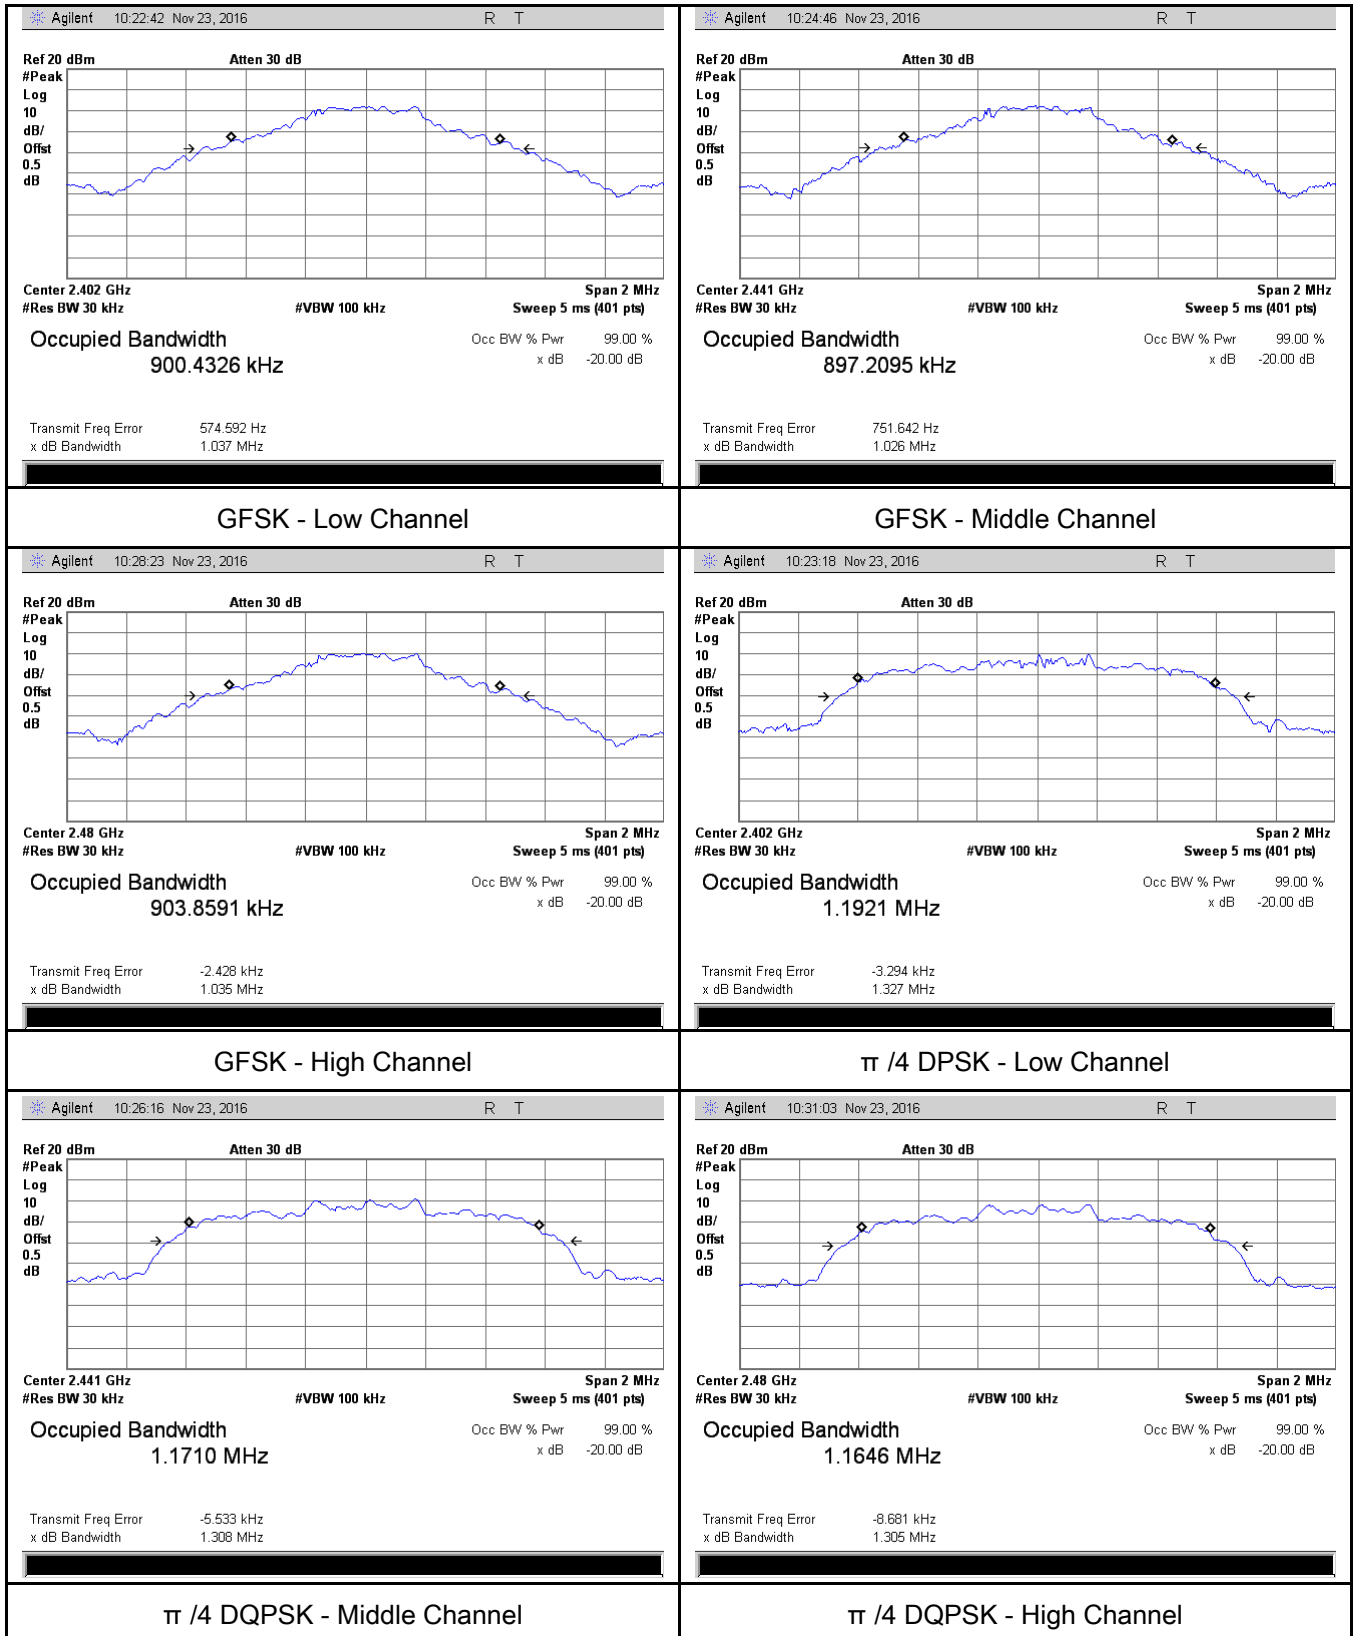 Agilent 10:22:42 Nov 23, 2016 R T
Ref 20 dBm Atten 30 dB
#Peak
Log
10
dB/
Offst
0.5
dB
Center 2.402 GHz Span 2 MHz
#Res BW 30 kHz #VBW 100 kHz Sweep 5 ms (401 pts)
Occupied Bandwidth Occ BW % Pwr 99.00 %
900.4326 kHz x dB -20.00 dB
Transmit Freq Error 574.592 Hz
x dB Bandwidth 1.037 MHz
GFSK - Low Channel
Agilent 10:24:46 Nov 23, 2016 R T
Ref 20 dBm Atten 30 dB
#Peak
Log
10
dB/
Offst
0.5
dB
Center 2.441 GHz Span 2 MHz
#Res BW 30 kHz #VBW 100 kHz Sweep 5 ms (401 pts)
Occupied Bandwidth Occ BW % Pwr 99.00 %
897.2095 kHz x dB -20.00 dB
Transmit Freq Error 751.642 Hz
x dB Bandwidth 1.026 MHz
GFSK - Middle Channel
Agilent 10:28:23 Nov 23, 2016 R T
Ref 20 dBm Atten 30 dB
#Peak
Log
10
dB/
Offst
0.5
dB
Center 2.48 GHz Span 2 MHz
#Res BW 30 kHz #VBW 100 kHz Sweep 5 ms (401 pts)
Occupied Bandwidth Occ BW % Pwr 99.00 %
903.8591 kHz x dB -20.00 dB
Transmit Freq Error -2.428 kHz
x dB Bandwidth 1.035 MHz
GFSK - High Channel
Agilent 10:23:18 Nov 23, 2016 R T
Ref 20 dBm Atten 30 dB
#Peak
Log
10
dB/
Offst
0.5
dB
Center 2.402 GHz Span 2 MHz
#Res BW 30 kHz #VBW 100 kHz Sweep 5 ms (401 pts)
Occupied Bandwidth Occ BW % Pwr 99.00 %
1.1921 MHz x dB -20.00 dB
Transmit Freq Error -3.294 kHz
x dB Bandwidth 1.327 MHz
π /4 DPSK - Low Channel
Agilent 10:26:16 Nov 23, 2016 R T
Ref 20 dBm Atten 30 dB
#Peak
Log
10
dB/
Offst
0.5
dB
Center 2.441 GHz Span 2 MHz
#Res BW 30 kHz #VBW 100 kHz Sweep 5 ms (401 pts)
Occupied Bandwidth Occ BW % Pwr 99.00 %
1.1710 MHz x dB -20.00 dB
Transmit Freq Error -5.533 kHz
x dB Bandwidth 1.308 MHz
π /4 DQPSK - Middle Channel
Agilent 10:31:03 Nov 23, 2016 R T
Ref 20 dBm Atten 30 dB
#Peak
Log
10
dB/
Offst
0.5
dB
Center 2.48 GHz Span 2 MHz
#Res BW 30 kHz #VBW 100 kHz Sweep 5 ms (401 pts)
Occupied Bandwidth Occ BW % Pwr 99.00 %
1.1646 MHz x dB -20.00 dB
Transmit Freq Error -8.681 kHz
x dB Bandwidth 1.305 MHz
π /4 DQPSK - High Channel